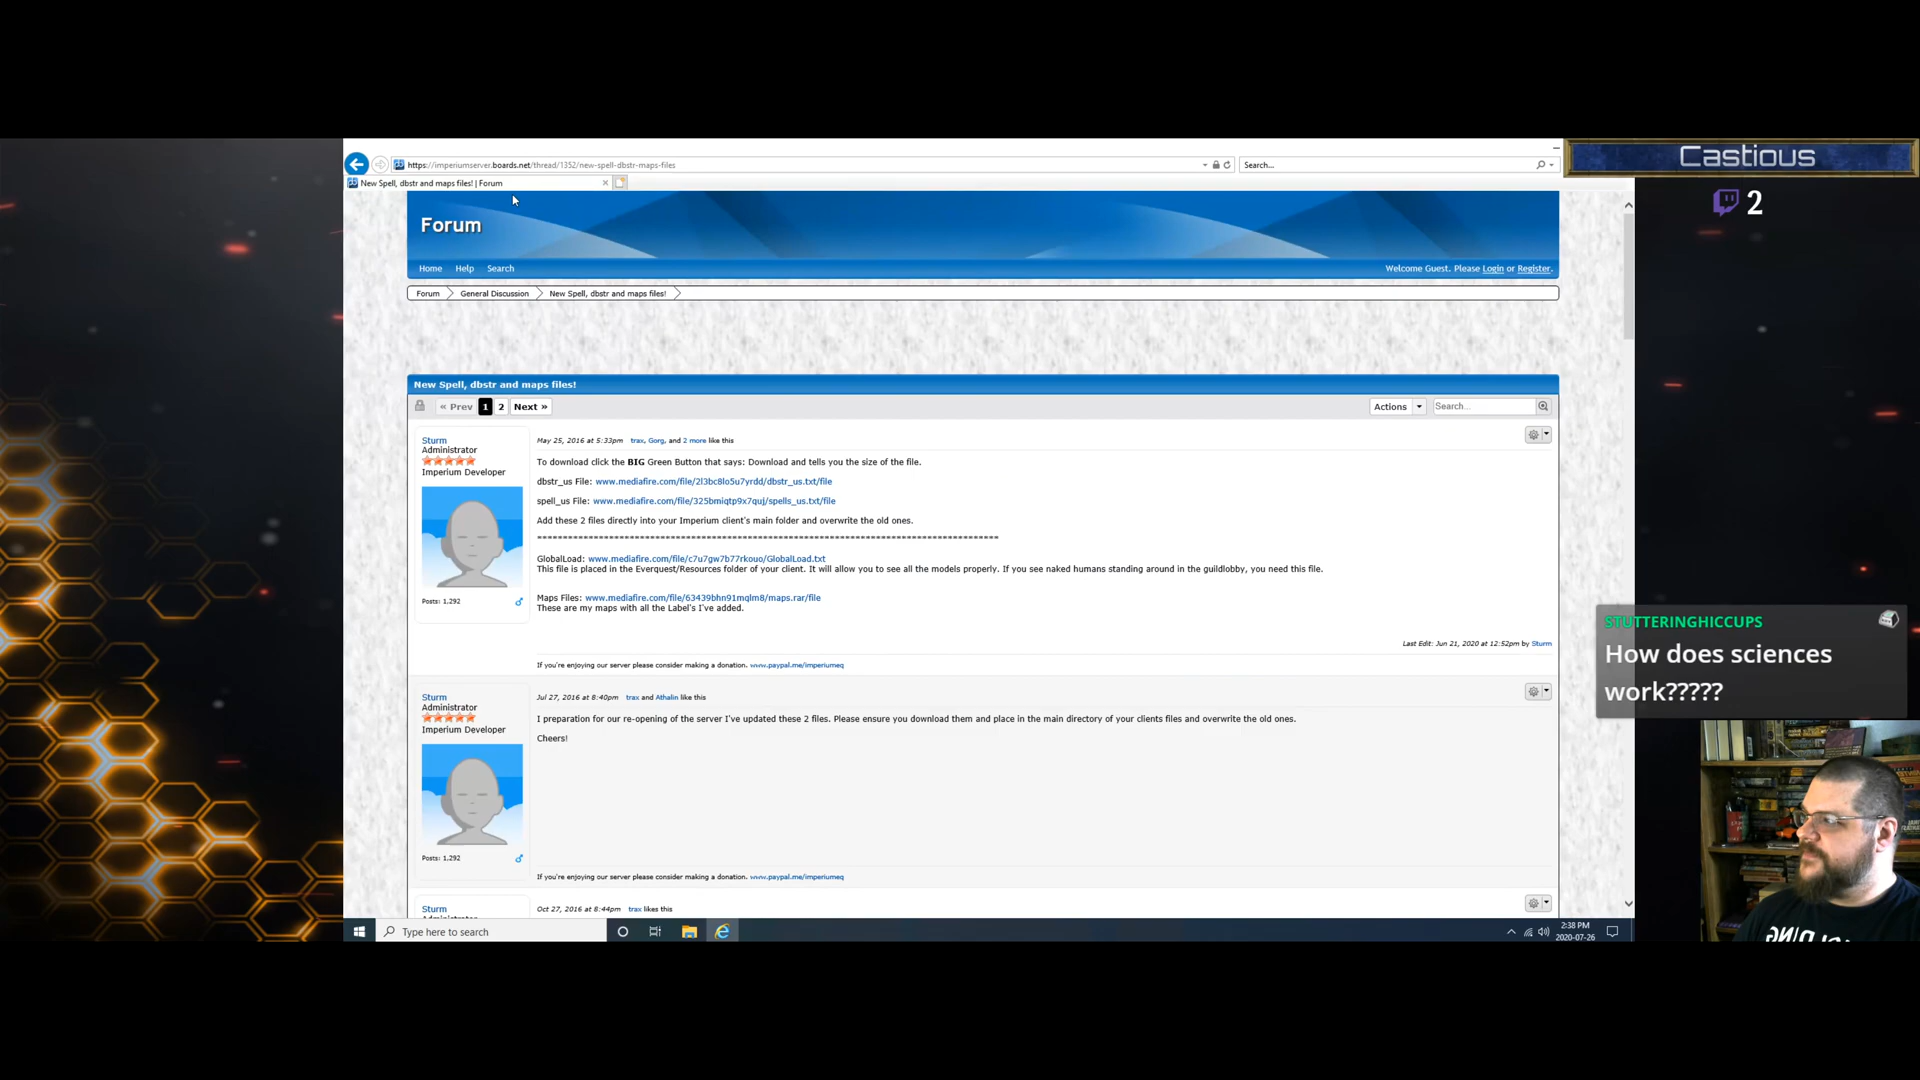 Castious
2
https://imperiumserver.boards.net/thread/1352/new-spell-dbstr-maps-files
Search...
New Spell, dbstr and maps files! | Forum
Forum
Home Help Search
Welcome Guest. Please Login or Register.
Forum General Discussion New Spell, dbstr and maps files!
New Spell, dbstr and maps files!
« Prev 1 2 Next »
Actions
Search...
Sturm
Administrator
Imperium Developer
Posts: 1,292
May 25, 2016 at 5:33pm trax, Gorg, and 2 more like this
To download click the BIG Green Button that says: Download and tells you the size of the file.
dbstr_us File: www.mediafire.com/file/2l3bc8lo5u7yrdd/dbstr_us.txt/file
spell_us File: www.mediafire.com/file/325bmiqtp9x7quj/spells_us.txt/file
Add these 2 files directly into your Imperium client's main folder and overwrite the old ones.
==========================================================================================
GlobalLoad: www.mediafire.com/file/c7u7gw7b77rkouo/GlobalLoad.txt
This file is placed in the Everquest/Resources folder of your client. It will allow you to see all the models properly. If you see naked humans standing around in the guildlobby, you need this file.
Maps Files: www.mediafire.com/file/63439bhn91mqlm8/maps.rar/file
These are my maps with all the Label's I've added.
Last Edit: Jun 21, 2020 at 12:52pm by Sturm
If you're enjoying our server please consider making a donation. www.paypal.me/imperiumeq
Sturm
Administrator
Imperium Developer
Posts: 1,292
Jul 27, 2016 at 8:40pm trax and Athalin like this
I preparation for our re-opening of the server I've updated these 2 files. Please ensure you download them and place in the main directory of your clients files and overwrite the old ones.
Cheers!
If you're enjoying our server please consider making a donation. www.paypal.me/imperiumeq
Sturm
Administrator
Oct 27, 2016 at 8:44pm trax likes this
STUTTERINGHICCUPS
How does sciences
work?????
Type here to search
2:38 PM
2020-07-26